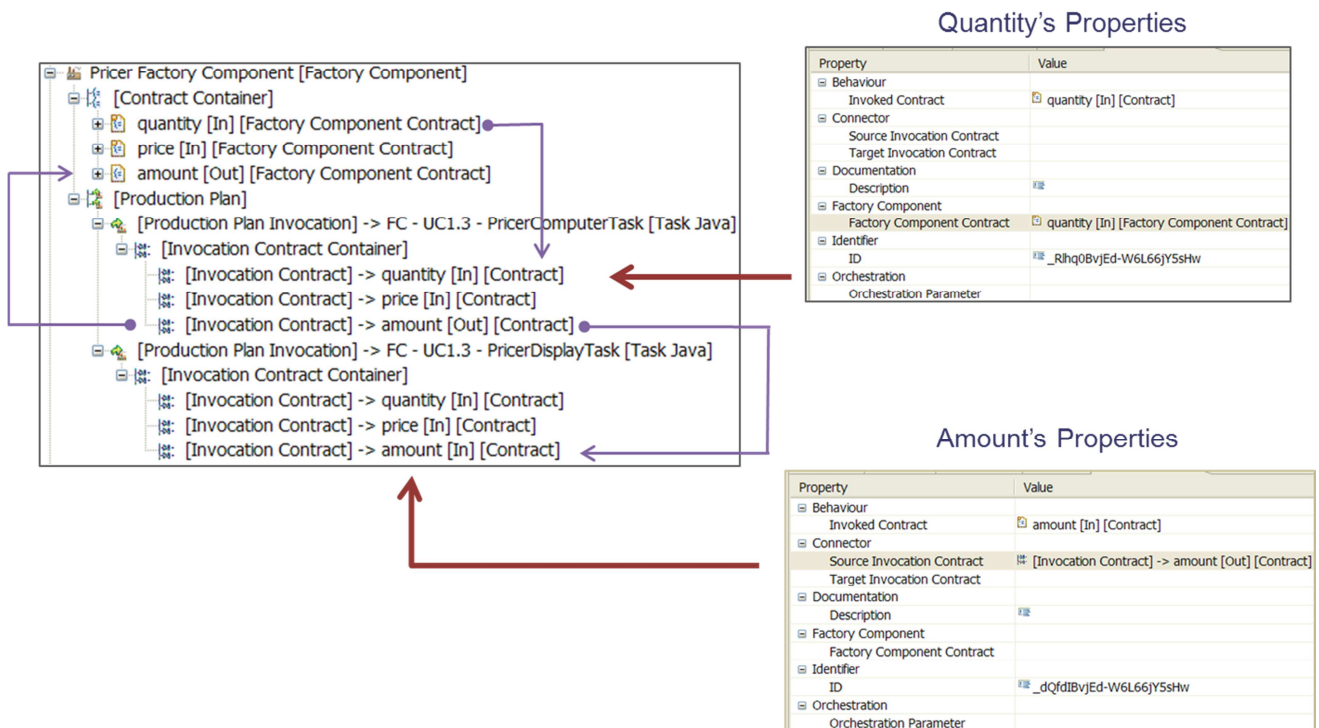 Quantity's Properties
Pricer Factory Component [Factory Component]
[Contract Container]
quantity [In] [Factory Component Contract]
price [In] [Factory Component Contract]
amount [Out] [Factory Component Contract]
[Production Plan]
[Production Plan Invocation] -> FC - UC1.3 - PricerComputerTask [Task Java]
[Invocation Contract Container]
[Invocation Contract] -> quantity [In] [Contract]
[Invocation Contract] -> price [In] [Contract]
[Invocation Contract] -> amount [Out] [Contract]
[Production Plan Invocation] -> FC - UC1.3 - PricerDisplayTask [Task Java]
[Invocation Contract Container]
[Invocation Contract] -> quantity [In] [Contract]
[Invocation Contract] -> price [In] [Contract]
[Invocation Contract] -> amount [In] [Contract]
Property Value
Behaviour
Invoked Contract quantity [In] [Contract]
Connector
Source Invocation Contract
Target Invocation Contract
Documentation
Description
Factory Component
Factory Component Contract quantity [In] [Factory Component Contract]
Identifier
ID _Rlhq0BvjEd-W6L66jY5sHw
Orchestration
Orchestration Parameter
Amount's Properties
Property Value
Behaviour
Invoked Contract amount [In] [Contract]
Connector
Source Invocation Contract [Invocation Contract] -> amount [Out] [Contract]
Target Invocation Contract
Documentation
Description
Factory Component
Factory Component Contract
Identifier
ID _dQfdIBvjEd-W6L66jY5sHw
Orchestration
Orchestration Parameter